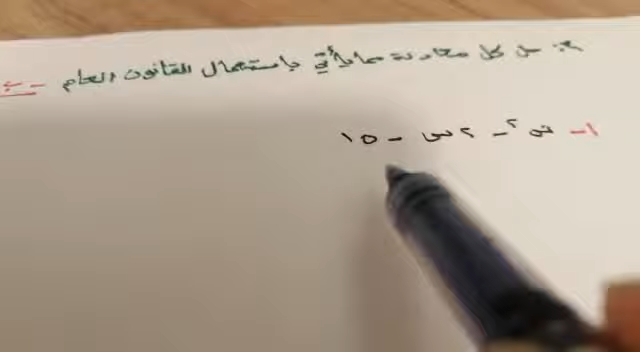 حل كل معادلة مما يأتي باستعمال القانون العام -
١- س٢ - ٢س - ١٥